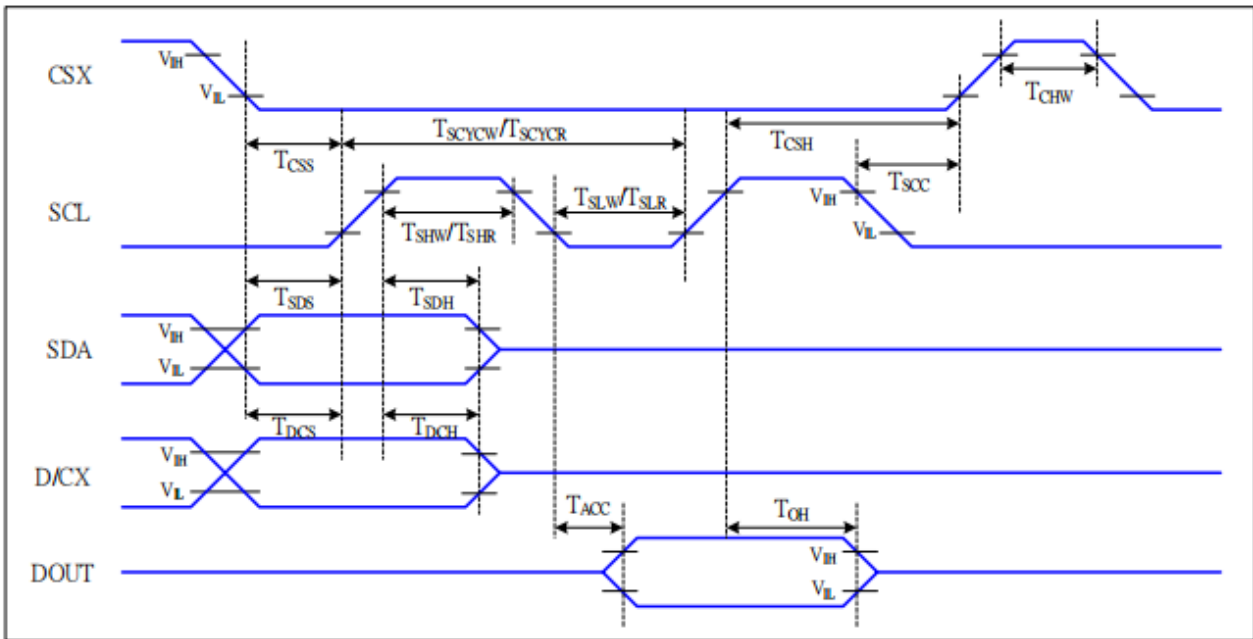 CSX
VIH
VIL
TCHW
TSCYCW/TSCYCR
TCSH
TCSS
TSCC
SCL
TSLW/TSLR
VIH
TSHW/TSHR
VIL
TSDS
TSDH
SDA
VIH
VIL
TDCS
TDCH
D/CX
VIH
VIL
TACC
TOH
DOUT
VIH
VIL